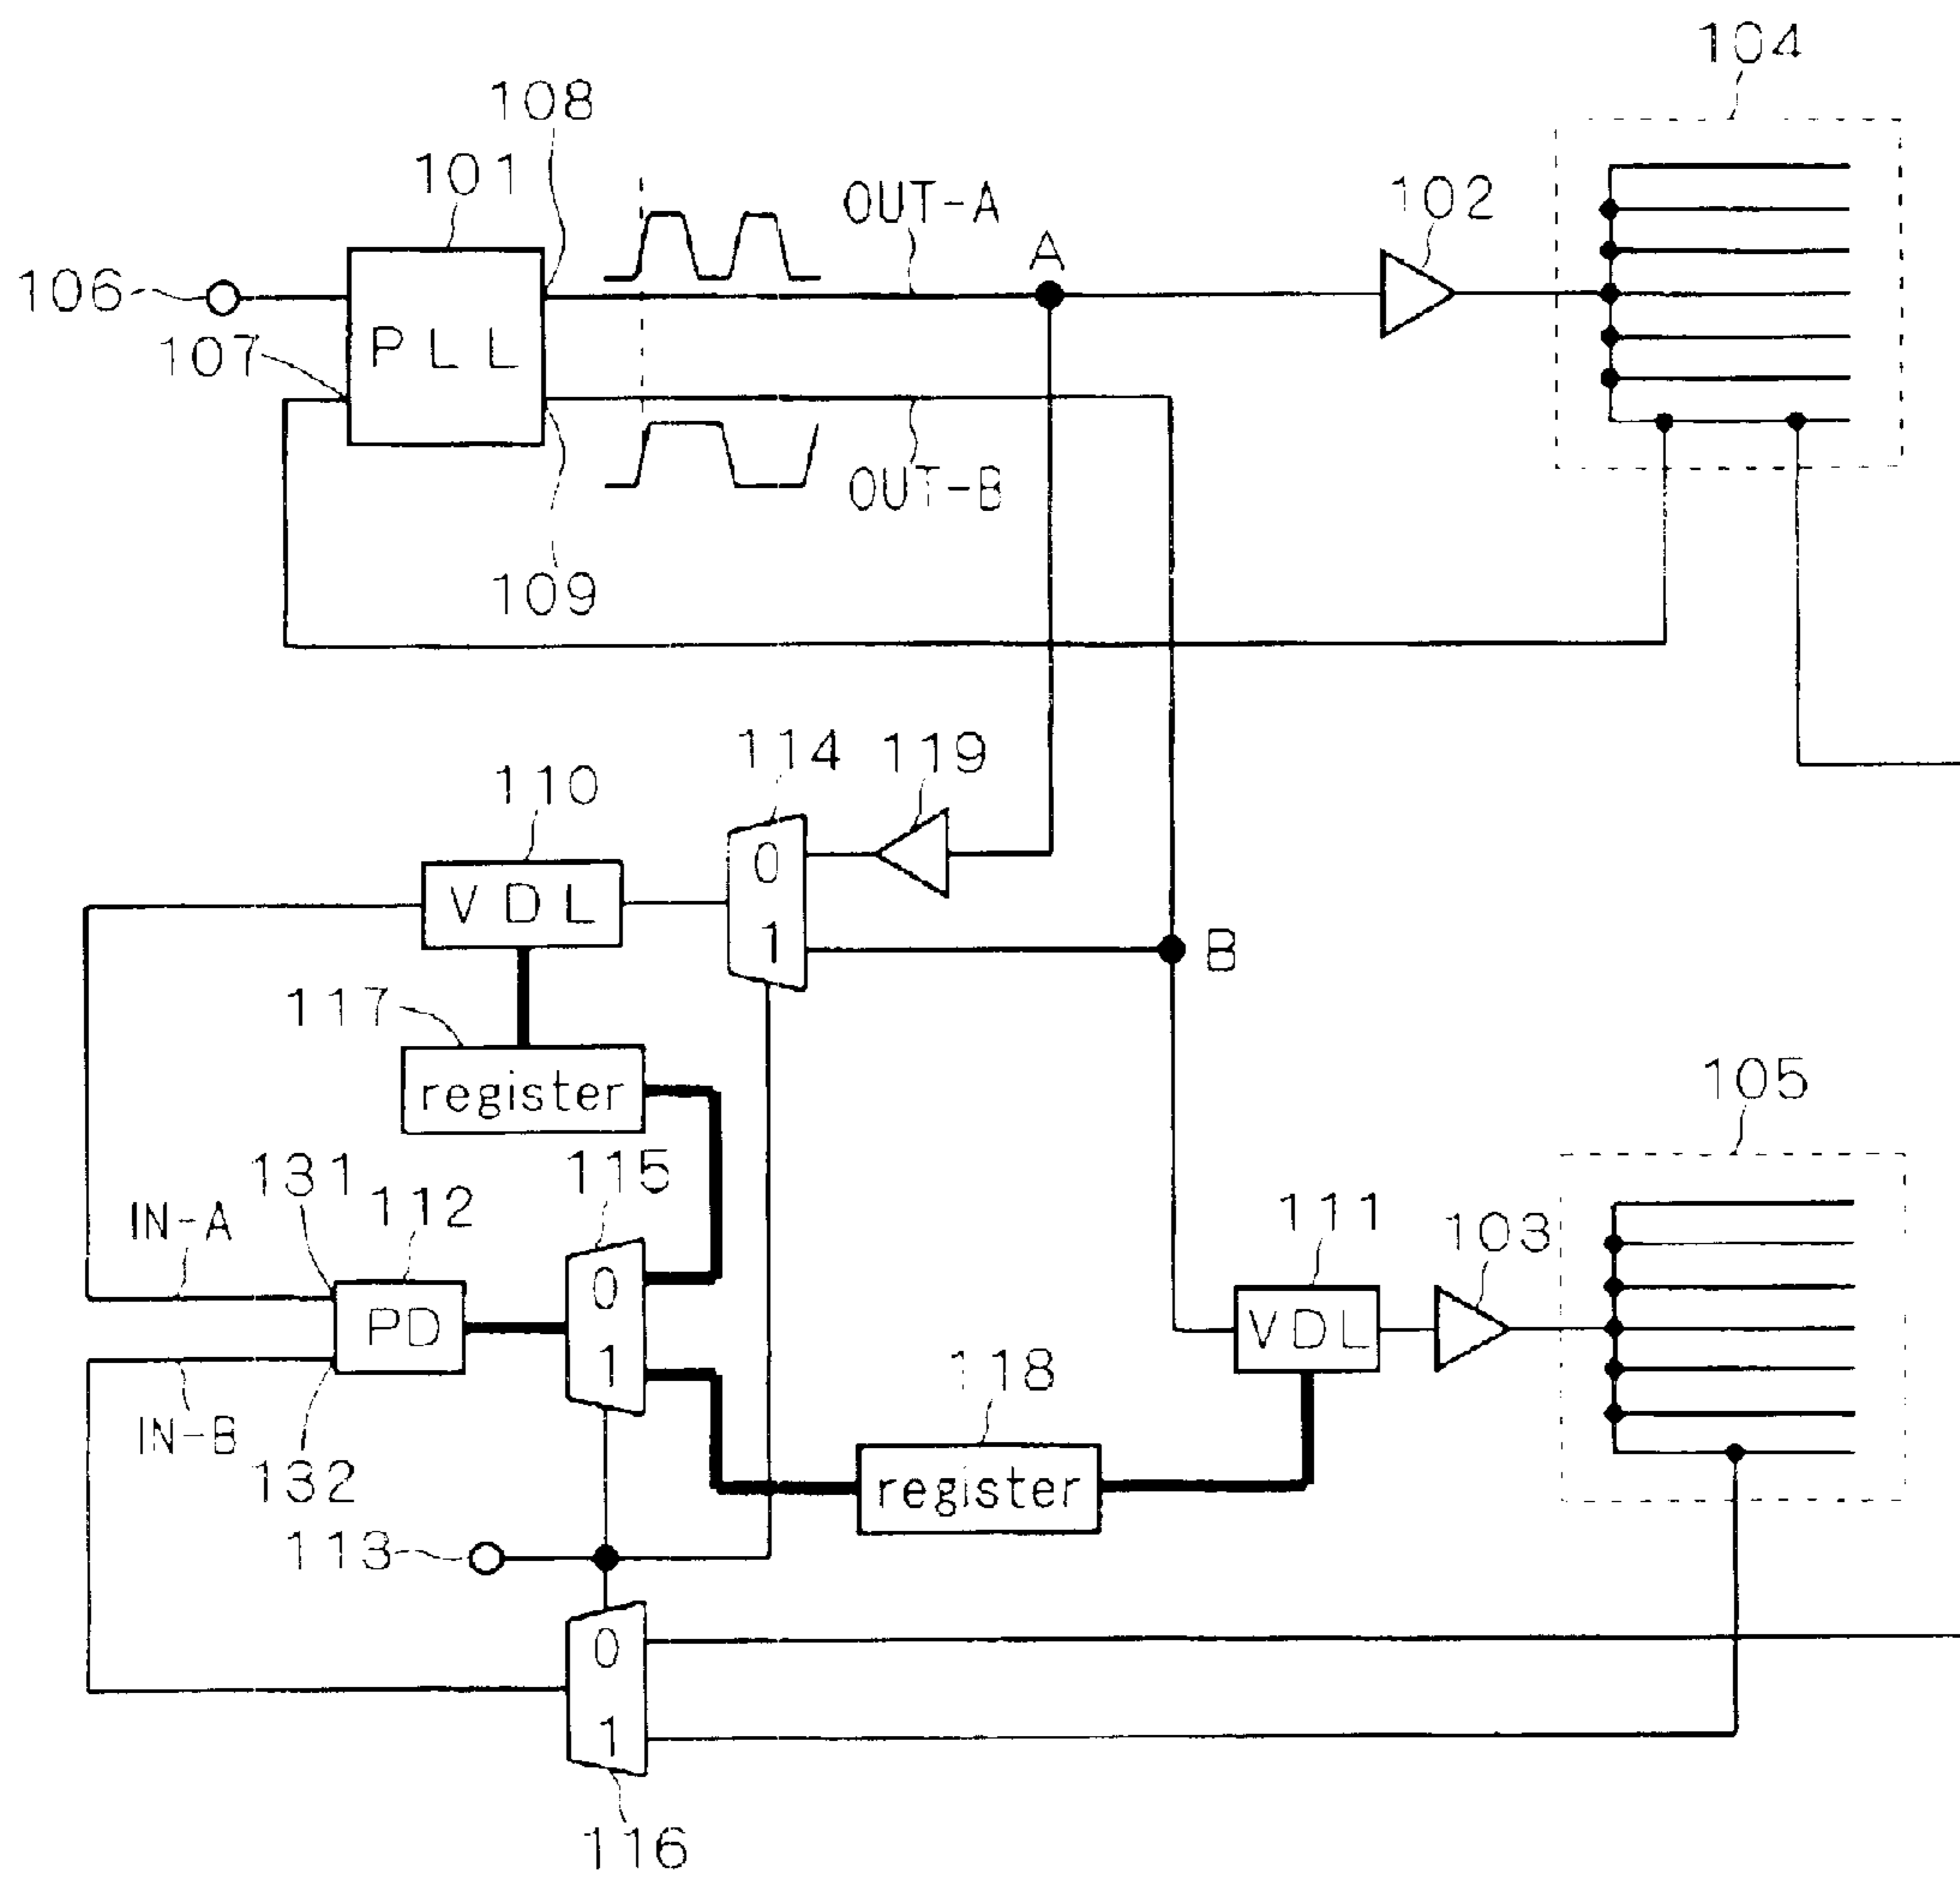 104
108
101
OUT-A
102
A
106
107
PLL
OUT-B
109
114
119
110
0
VDL
1
B
117
register
105
115
131
112
111
IN-A
103
0
PD
VDL
1
118
IN-B
132
register
113
0
1
116